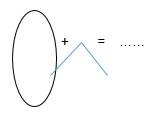 + = ......